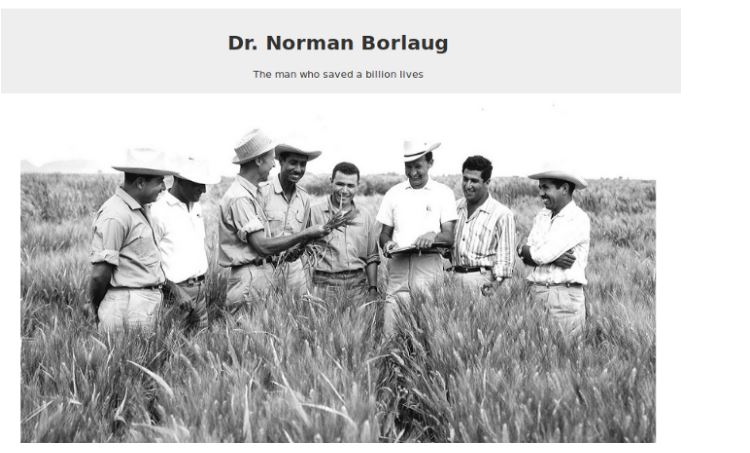 Dr. Norman Borlaug
The man who saved a billion lives